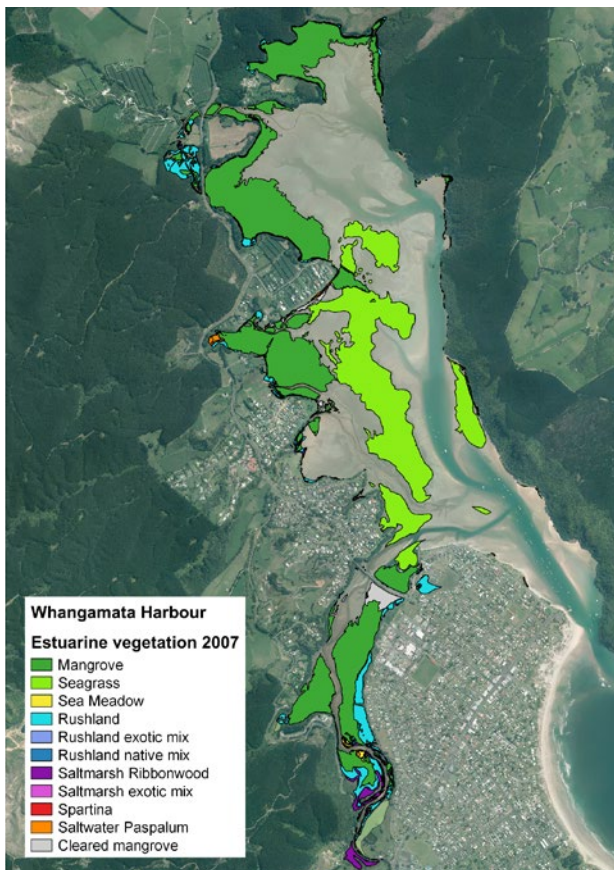 Whangamata Harbour
Estuarine vegetation 2007
Mangrove
Seagrass
Sea Meadow
Rushland
Rushland exotic mix
Rushland native mix
Saltmarsh Ribbonwood
Saltmarsh exotic mix
Spartina
Saltwater Paspalum
Cleared mangrove